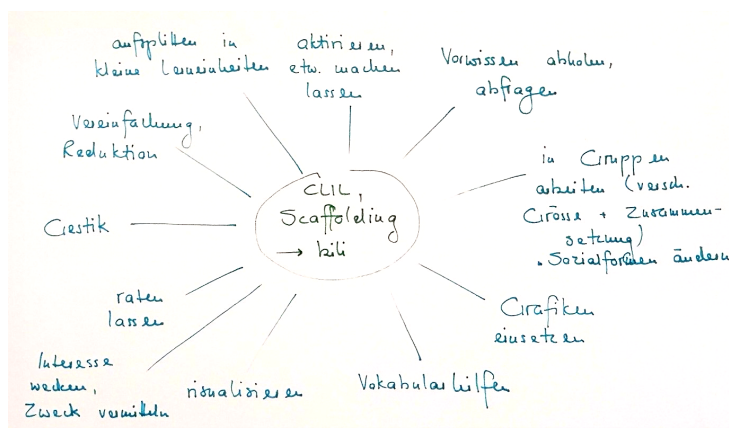 aufsplitten in
kleine Lerneinheiten
aktivieren,
etw. machen
lassen
Vorwissen abholen,
abfragen
Vereinfachung,
Reduktion
in Gruppen
arbeiten (versch.
Grösse + Zusammen-
setzung)
. Sozialformen ändern
CLIL,
Scaffolding
→ bili
Gestik
raten
lassen
Grafiken
einsetzen
Interesse
wecken,
Zweck vermitteln
visualisieren
Vokabularhilfen